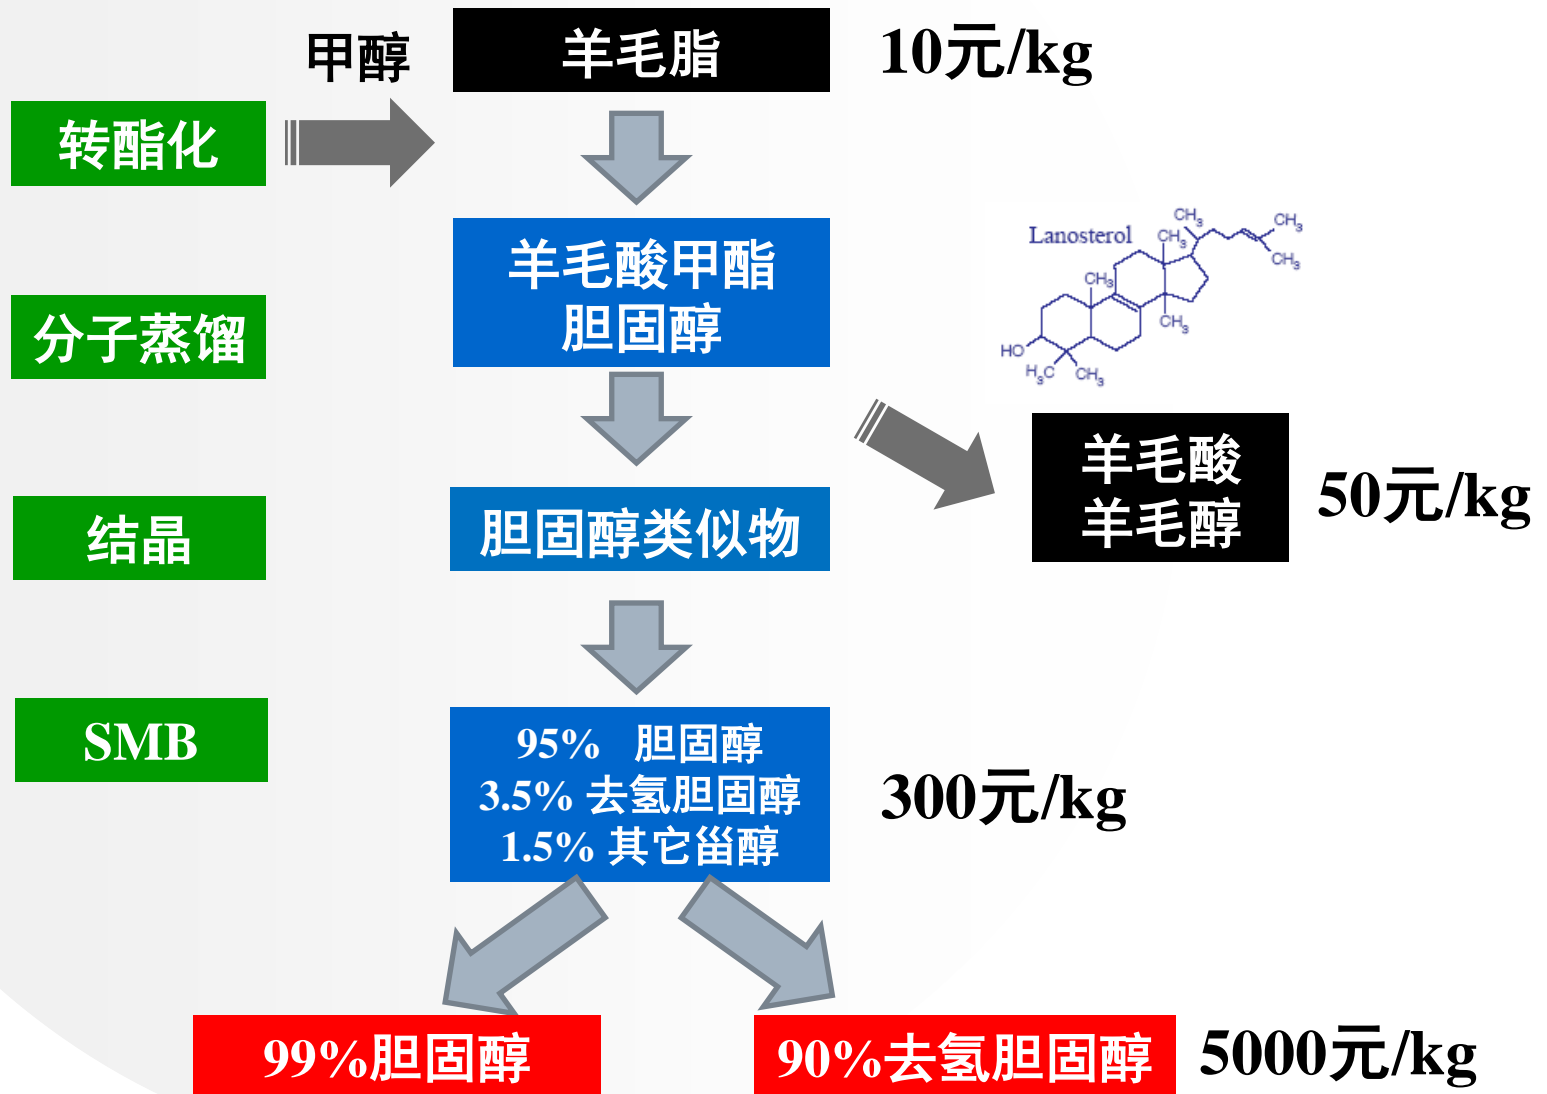 甲醇
羊毛脂
10元/kg
转酯化
羊毛酸甲酯
胆固醇
Lanosterol
CH3
CH3
CH3
CH3
CH3
CH3
HO
H3C
CH3
分子蒸馏
羊毛酸
羊毛醇
50元/kg
结晶
胆固醇类似物
SMB
95% 胆固醇
3.5% 去氢胆固醇
1.5% 其它甾醇
300元/kg
99%胆固醇
90%去氢胆固醇
5000元/kg